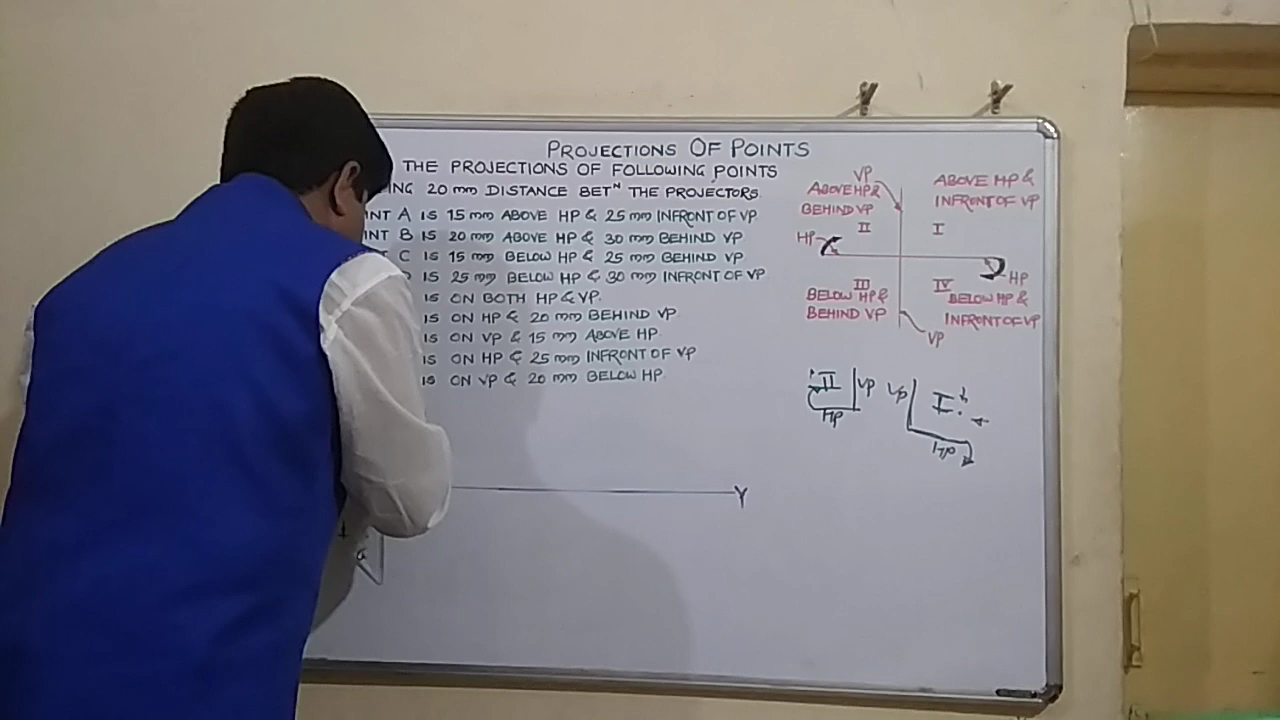 PROJECTIONS OF POINTS
THE PROJECTIONS OF FOLLOWING POINTS
ING 20 mm DISTANCE BETᴺ THE PROJECTORS.
INT A IS 15 mm ABOVE HP & 25 mm INFRONT OF VP
INT B IS 20 mm ABOVE HP & 30 mm BEHIND VP
T C IS 15 mm BELOW HP & 25 mm BEHIND VP
IS 25 mm BELOW HP & 30 mm INFRONT OF VP
IS ON BOTH HP & VP.
IS ON HP & 20 mm BEHIND VP
IS ON VP & 15 mm ABOVE HP.
IS ON HP & 25 mm INFRONT OF VP
IS ON VP & 20 mm BELOW HP.
Y
VP
ABOVE HP &
BEHIND VP
II
ABOVE HP &
INFRONT OF VP
I
HP
HP
III
BELOW HP &
BEHIND VP
IV
BELOW HP &
INFRONT OF VP
VP
II
VP
HP
VP
I
HP